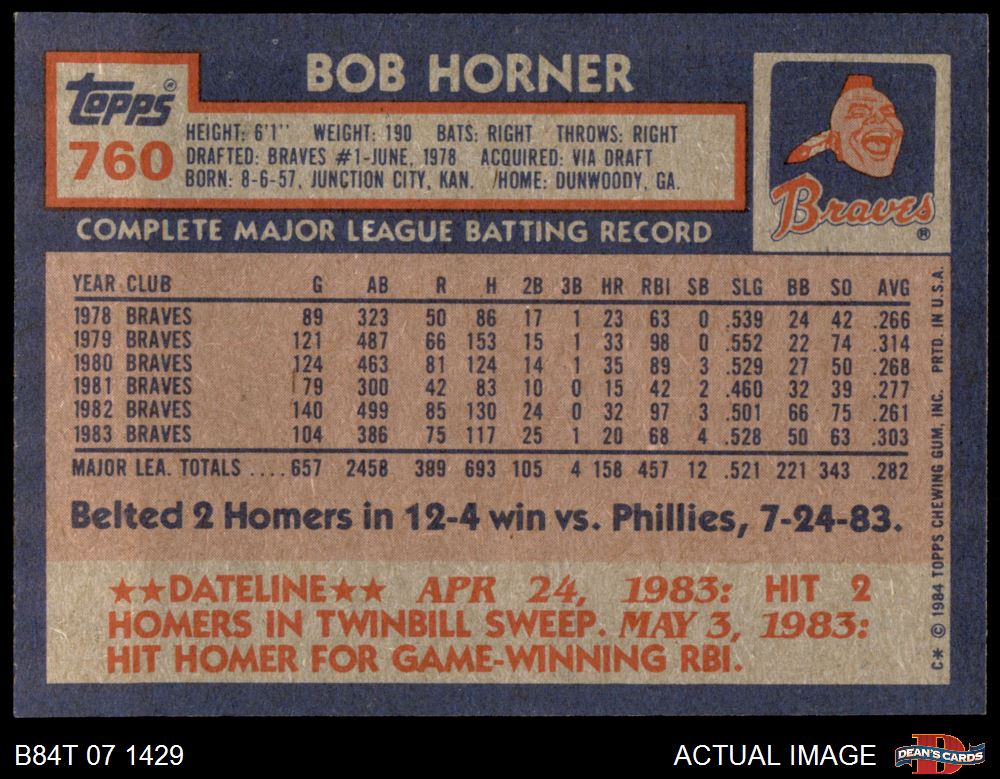 BOB HORNER
Topps®
760
HEIGHT: 6'1" WEIGHT: 190 BATS: RIGHT THROWS: RIGHT
DRAFTED: BRAVES #1-JUNE, 1978 ACQUIRED: VIA DRAFT
BORN: 8-6-57, JUNCTION CITY, KAN. HOME: DUNWOODY, GA.
Braves®
COMPLETE MAJOR LEAGUE BATTING RECORD
YEAR CLUB G AB R H 2B 3B HR RBI SB SLG BB SO AVG
1978 BRAVES 89 323 50 86 17 1 23 63 0 .539 24 42 .266
1979 BRAVES 121 487 66 153 15 1 33 98 0 .552 22 74 .314
1980 BRAVES 124 463 81 124 14 1 35 89 3 .529 27 50 .268
1981 BRAVES 79 300 42 83 10 0 15 42 2 .460 32 39 .277
1982 BRAVES 140 499 85 130 24 0 32 97 3 .501 66 75 .261
1983 BRAVES 104 386 75 117 25 1 20 68 4 .528 50 63 .303
MAJOR LEA. TOTALS ....657 2458 389 693 105 4 158 457 12 .521 221 343 .282
Belted 2 Homers in 12-4 win vs. Phillies, 7-24-83.
★★DATELINE★★ APR 24, 1983: HIT 2
HOMERS IN TWINBILL SWEEP. MAY 3, 1983:
HIT HOMER FOR GAME-WINNING RBI.
C* © 1984 TOPPS CHEWING GUM, INC. PRTD. IN U.S.A.
B84T 07 1429
ACTUAL IMAGE
DEAN'S CARDS